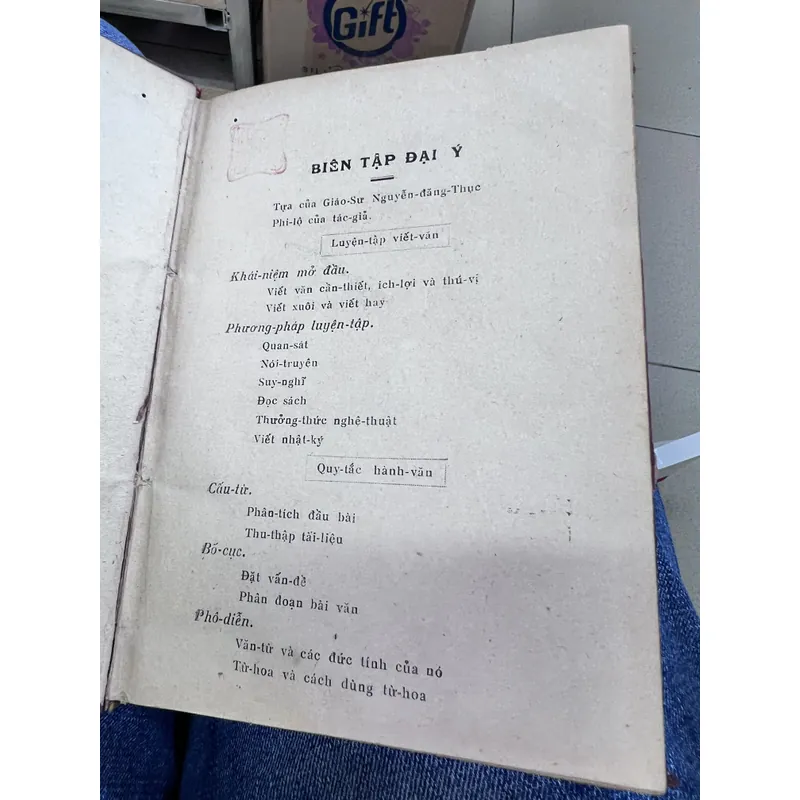 Gift
BIÊN TẬP ĐẠI Ý
Tựa của Giáo-Sư Nguyễn-đăng-Thục
Phi-lộ của tác-giả.
Luyện-tập viết-văn
Khái-niệm mở đầu.
Viết văn cần-thiết, ích-lợi và thú-vị
Viết xuôi và viết hay
Phương-pháp luyện-tập.
Quan-sát
Nói-truyện
Suy-nghĩ
Đọc sách
Thưởng-thức nghê-thuật
Viết nhật-ký
Quy-tắc hành-văn
Cấu-tứ.
Phân-tích đầu bài
Thu-thập tài-liệu
Bố-cục.
Đặt vấn-đề
Phân đoạn bài văn
Phô-diễn.
Văn-từ và các đức tính của nó
Từ-hoa và cách dùng từ-hoa